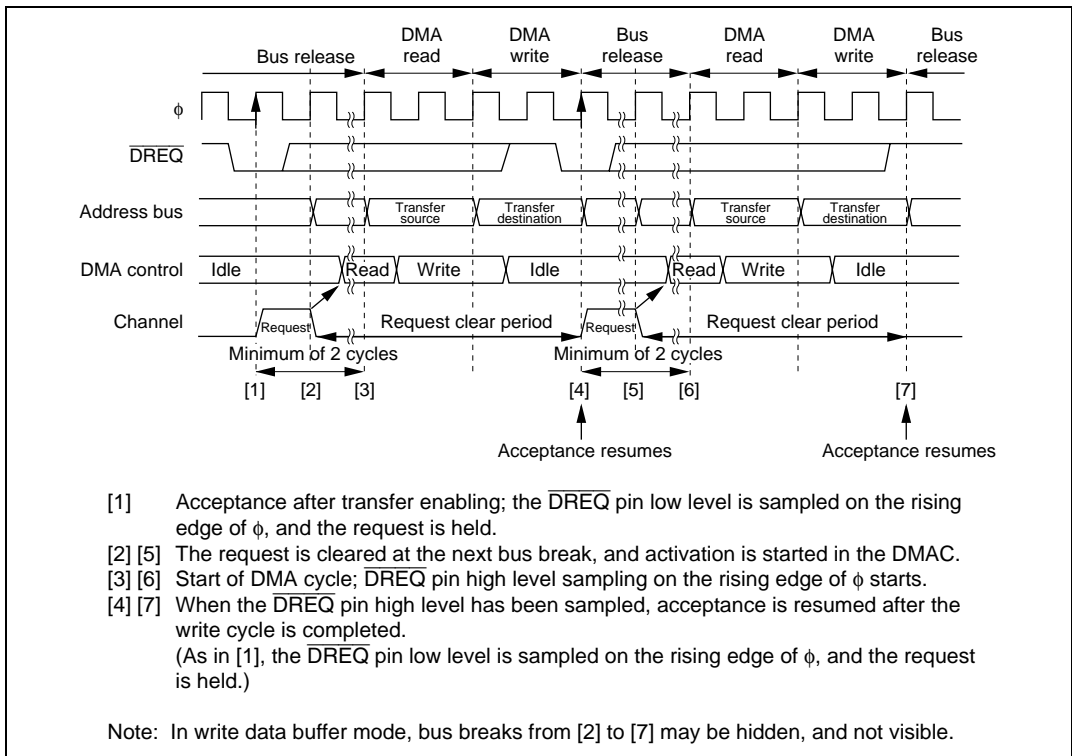 DMA DMA Bus DMA DMA Bus
Bus release read write release read write release
φ
DREQ
Address bus Transfer source Transfer destination Transfer source Transfer destination
DMA control Idle Read Write Idle Read Write Idle
Channel Request Request clear period Request Request clear period
Minimum of 2 cycles Minimum of 2 cycles
[1] [2] [3] [4] [5] [6] [7]
Acceptance resumes Acceptance resumes
[1] Acceptance after transfer enabling; the DREQ pin low level is sampled on the rising
edge of φ, and the request is held.
[2] [5] The request is cleared at the next bus break, and activation is started in the DMAC.
[3] [6] Start of DMA cycle; DREQ pin high level sampling on the rising edge of φ starts.
[4] [7] When the DREQ pin high level has been sampled, acceptance is resumed after the
write cycle is completed.
(As in [1], the DREQ pin low level is sampled on the rising edge of φ, and the request
is held.)
Note: In write data buffer mode, bus breaks from [2] to [7] may be hidden, and not visible.